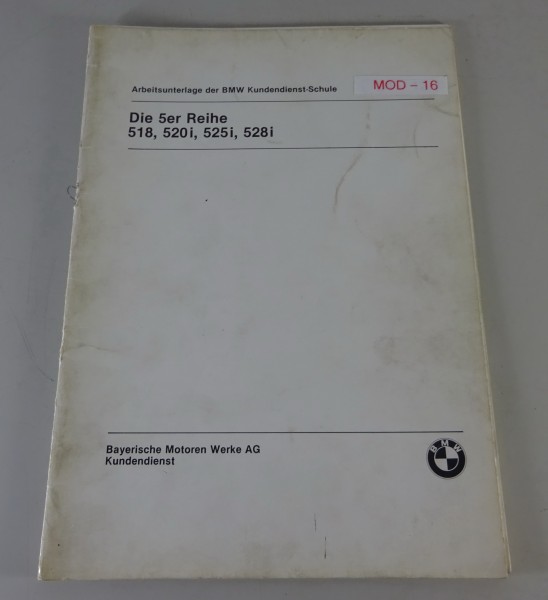 Arbeitsunterlage der BMW Kundendienst-Schule
MOD - 16
Die 5er Reihe
518, 520i, 525i, 528i
Bayerische Motoren Werke AG
Kundendienst
BMW